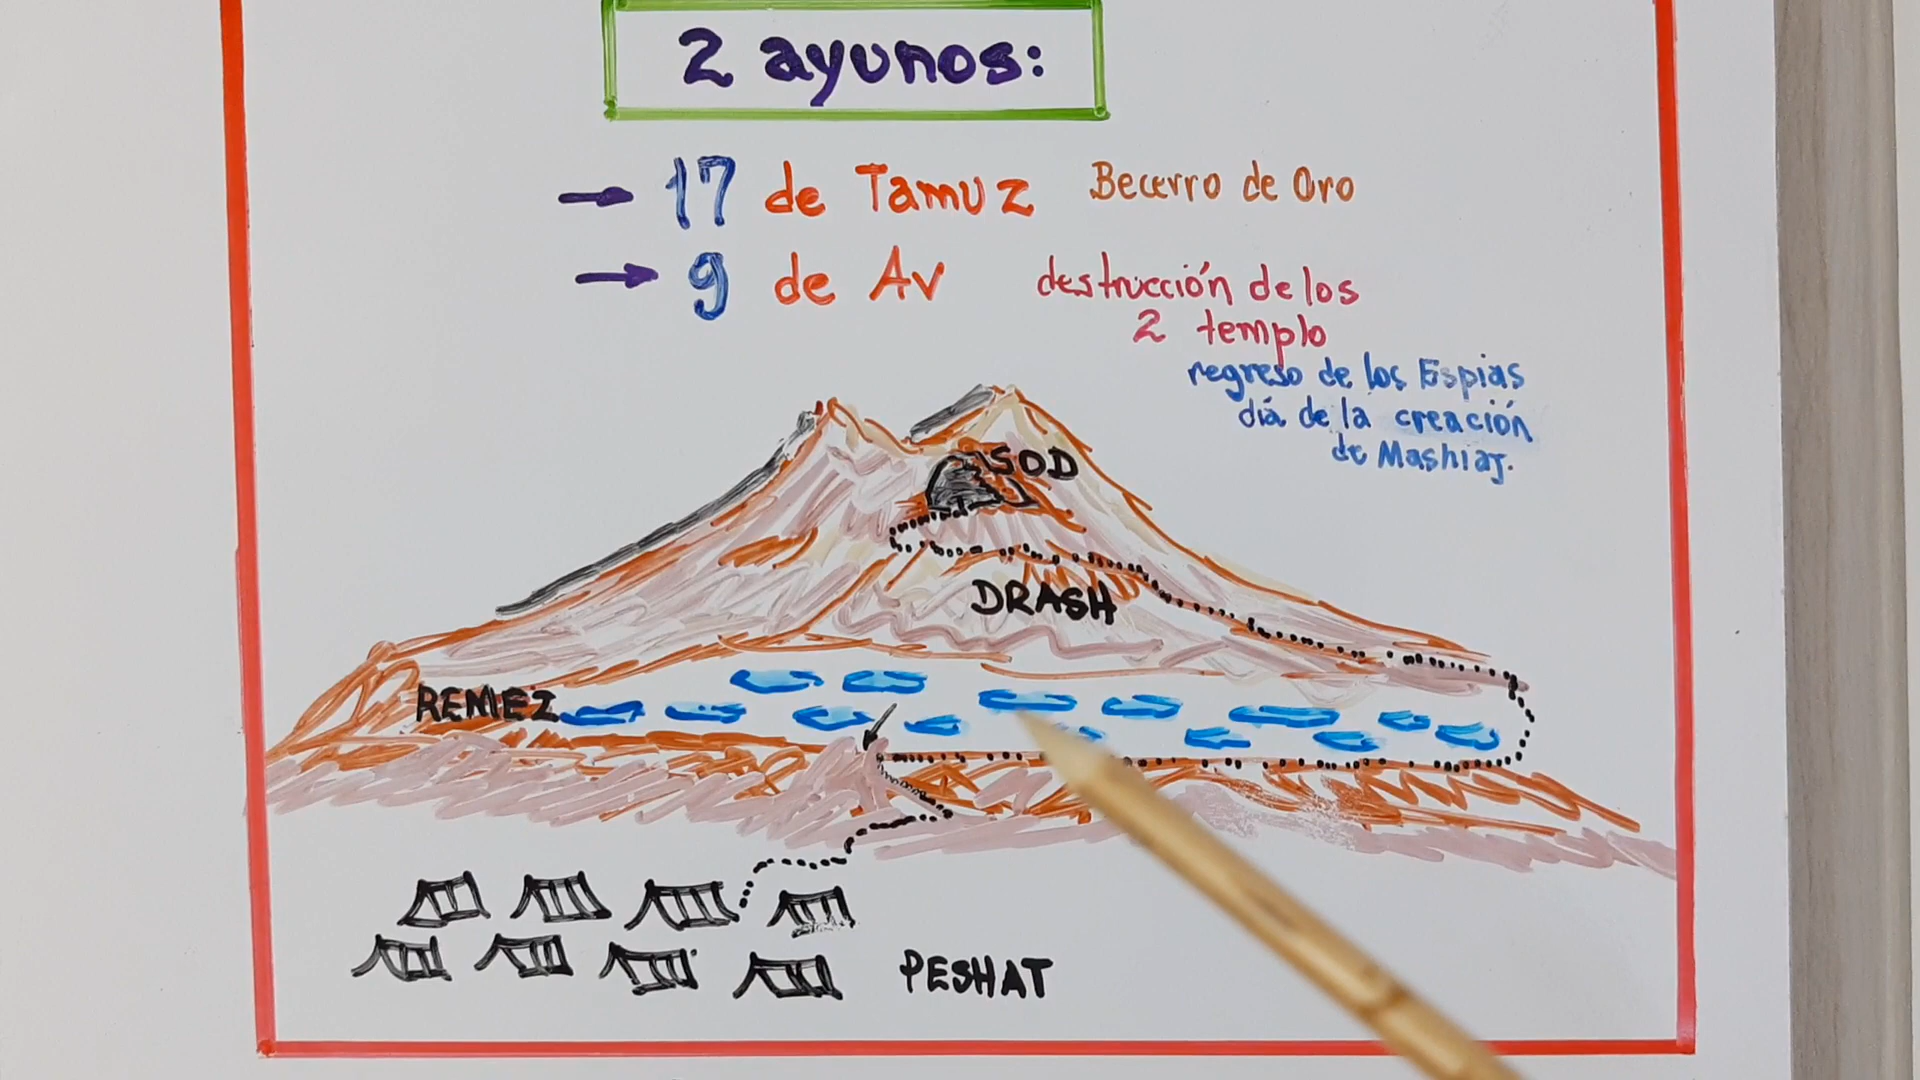 2 ayunos:
17 de Tamuz Becerro de Oro
9 de Av destrucción de los
2 templo
regreso de los Espias
día de la creación
de Mashiaj.
SOD
DRASH
REMEZ
PESHAT